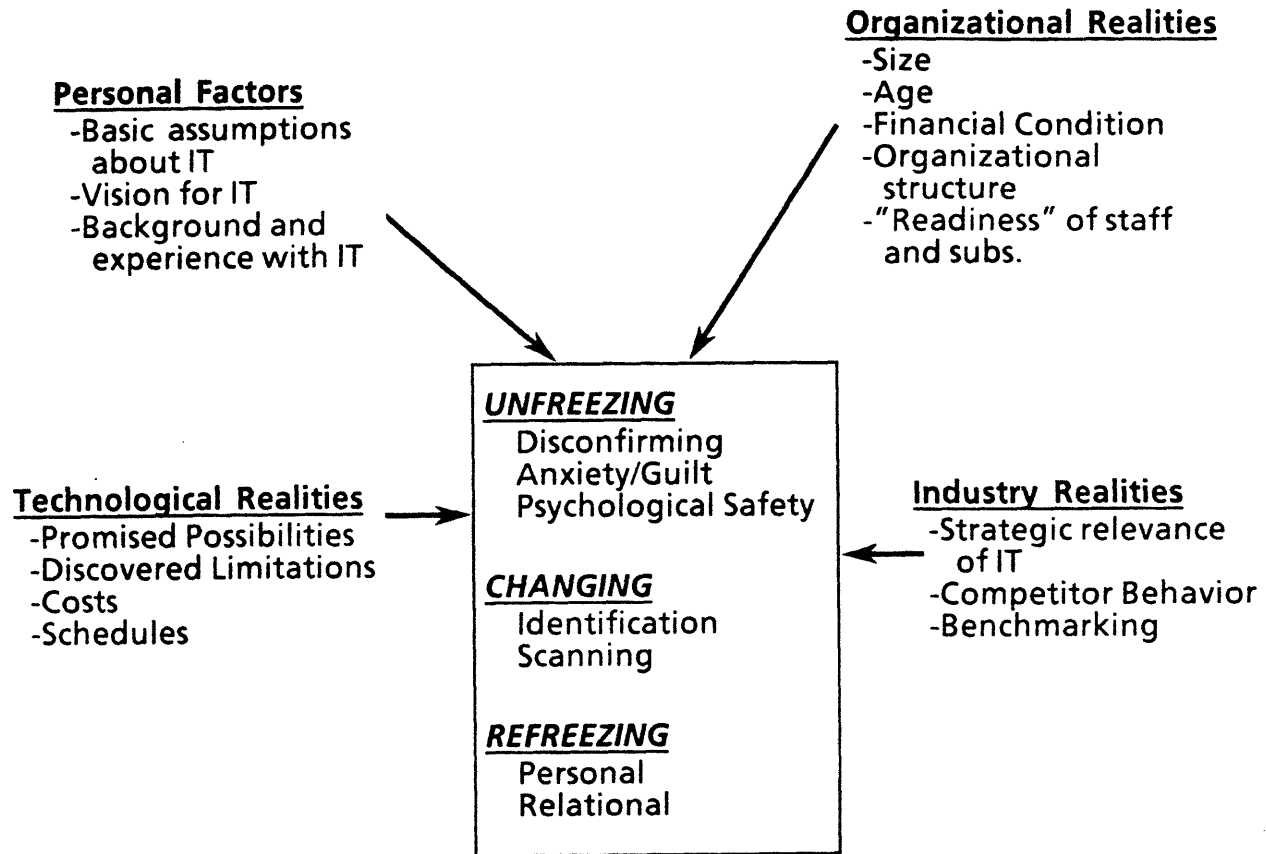 Organizational Realities
-Size
-Age
-Financial Condition
-Organizational
structure
-"Readiness" of staff
and subs.
Personal Factors
-Basic assumptions
about IT
-Vision for IT
-Background and
experience with IT
UNFREEZING
Disconfirming
Anxiety/Guilt
Psychological Safety
CHANGING
Identification
Scanning
REFREEZING
Personal
Relational
Technological Realities
-Promised Possibilities
-Discovered Limitations
-Costs
-Schedules
Industry Realities
-Strategic relevance
of IT
-Competitor Behavior
-Benchmarking